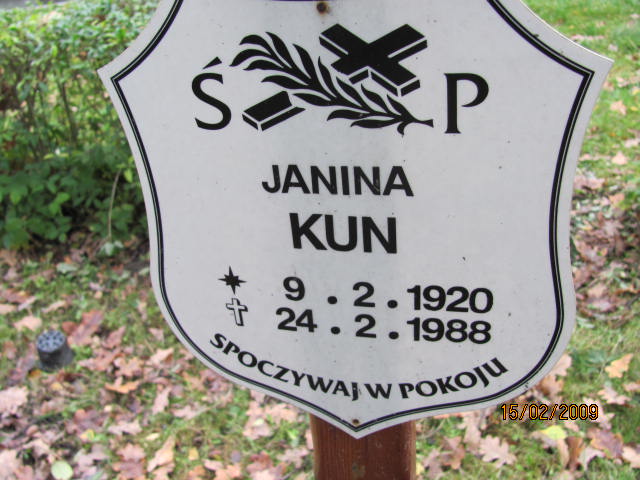 Ś P
JANINA
KUN
9.2.1920
24.2.1988
SPOCZYWAJ W POKOJU
15/02/2009